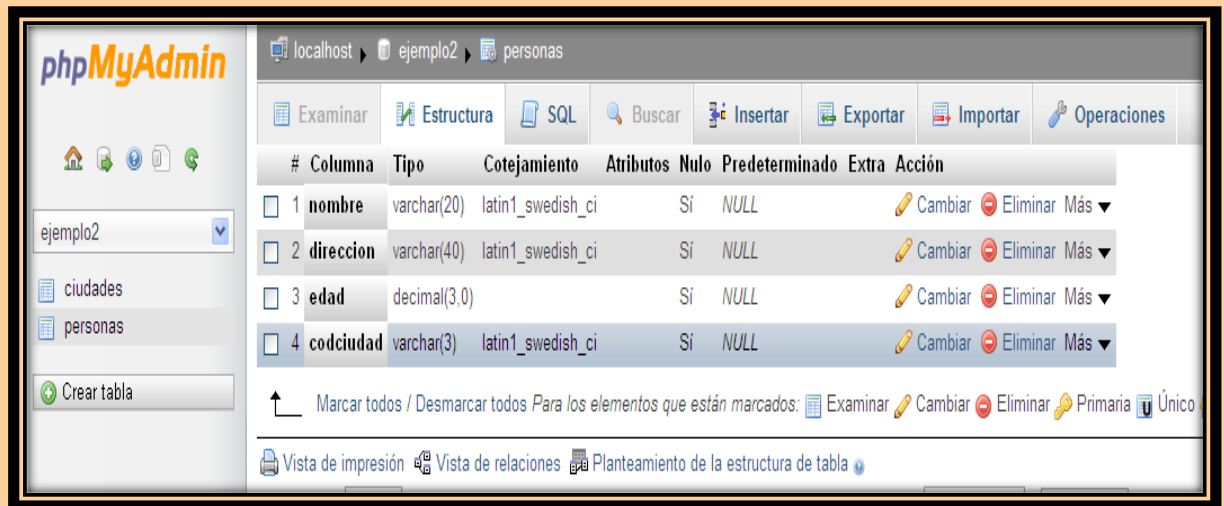 phpMyAdmin
localhost ejemplo2 personas
Examinar Estructura SQL Buscar Insertar Exportar Importar Operaciones
# Columna Tipo Cotejamiento Atributos Nulo Predeterminado Extra Acción
1 nombre varchar(20) latin1_swedish_ci Sí NULL Cambiar Eliminar Más
2 direccion varchar(40) latin1_swedish_ci Sí NULL Cambiar Eliminar Más
3 edad decimal(3,0) Sí NULL Cambiar Eliminar Más
4 codciudad varchar(3) latin1_swedish_ci Sí NULL Cambiar Eliminar Más
ejemplo2
ciudades
personas
Crear tabla
Marcar todos / Desmarcar todos Para los elementos que están marcados: Examinar Cambiar Eliminar Primaria Único
Vista de impresión Vista de relaciones Planteamiento de la estructura de tabla